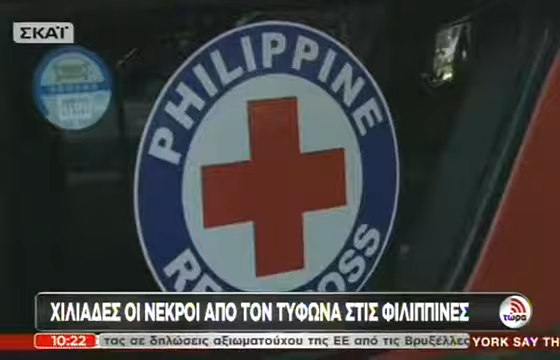 ΣΚΑΪ
PHILIPPINE
RED CROSS
ΧΙΛΙΑΔΕΣ ΟΙ ΝΕΚΡΟΙ ΑΠΟ ΤΟΝ ΤΥΦΩΝΑ ΣΤΙΣ ΦΙΛΙΠΠΙΝΕΣ
τώρα
10:22 τας σε δηλώσεις αξιωματούχου της ΕΕ από τις Βρυξέλλες YORK SAY TH